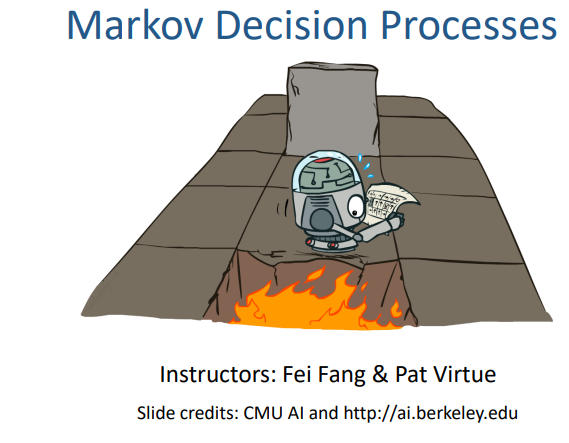 Markov Decision Processes
Instructors: Fei Fang & Pat Virtue
Slide credits: CMU AI and http://ai.berkeley.edu